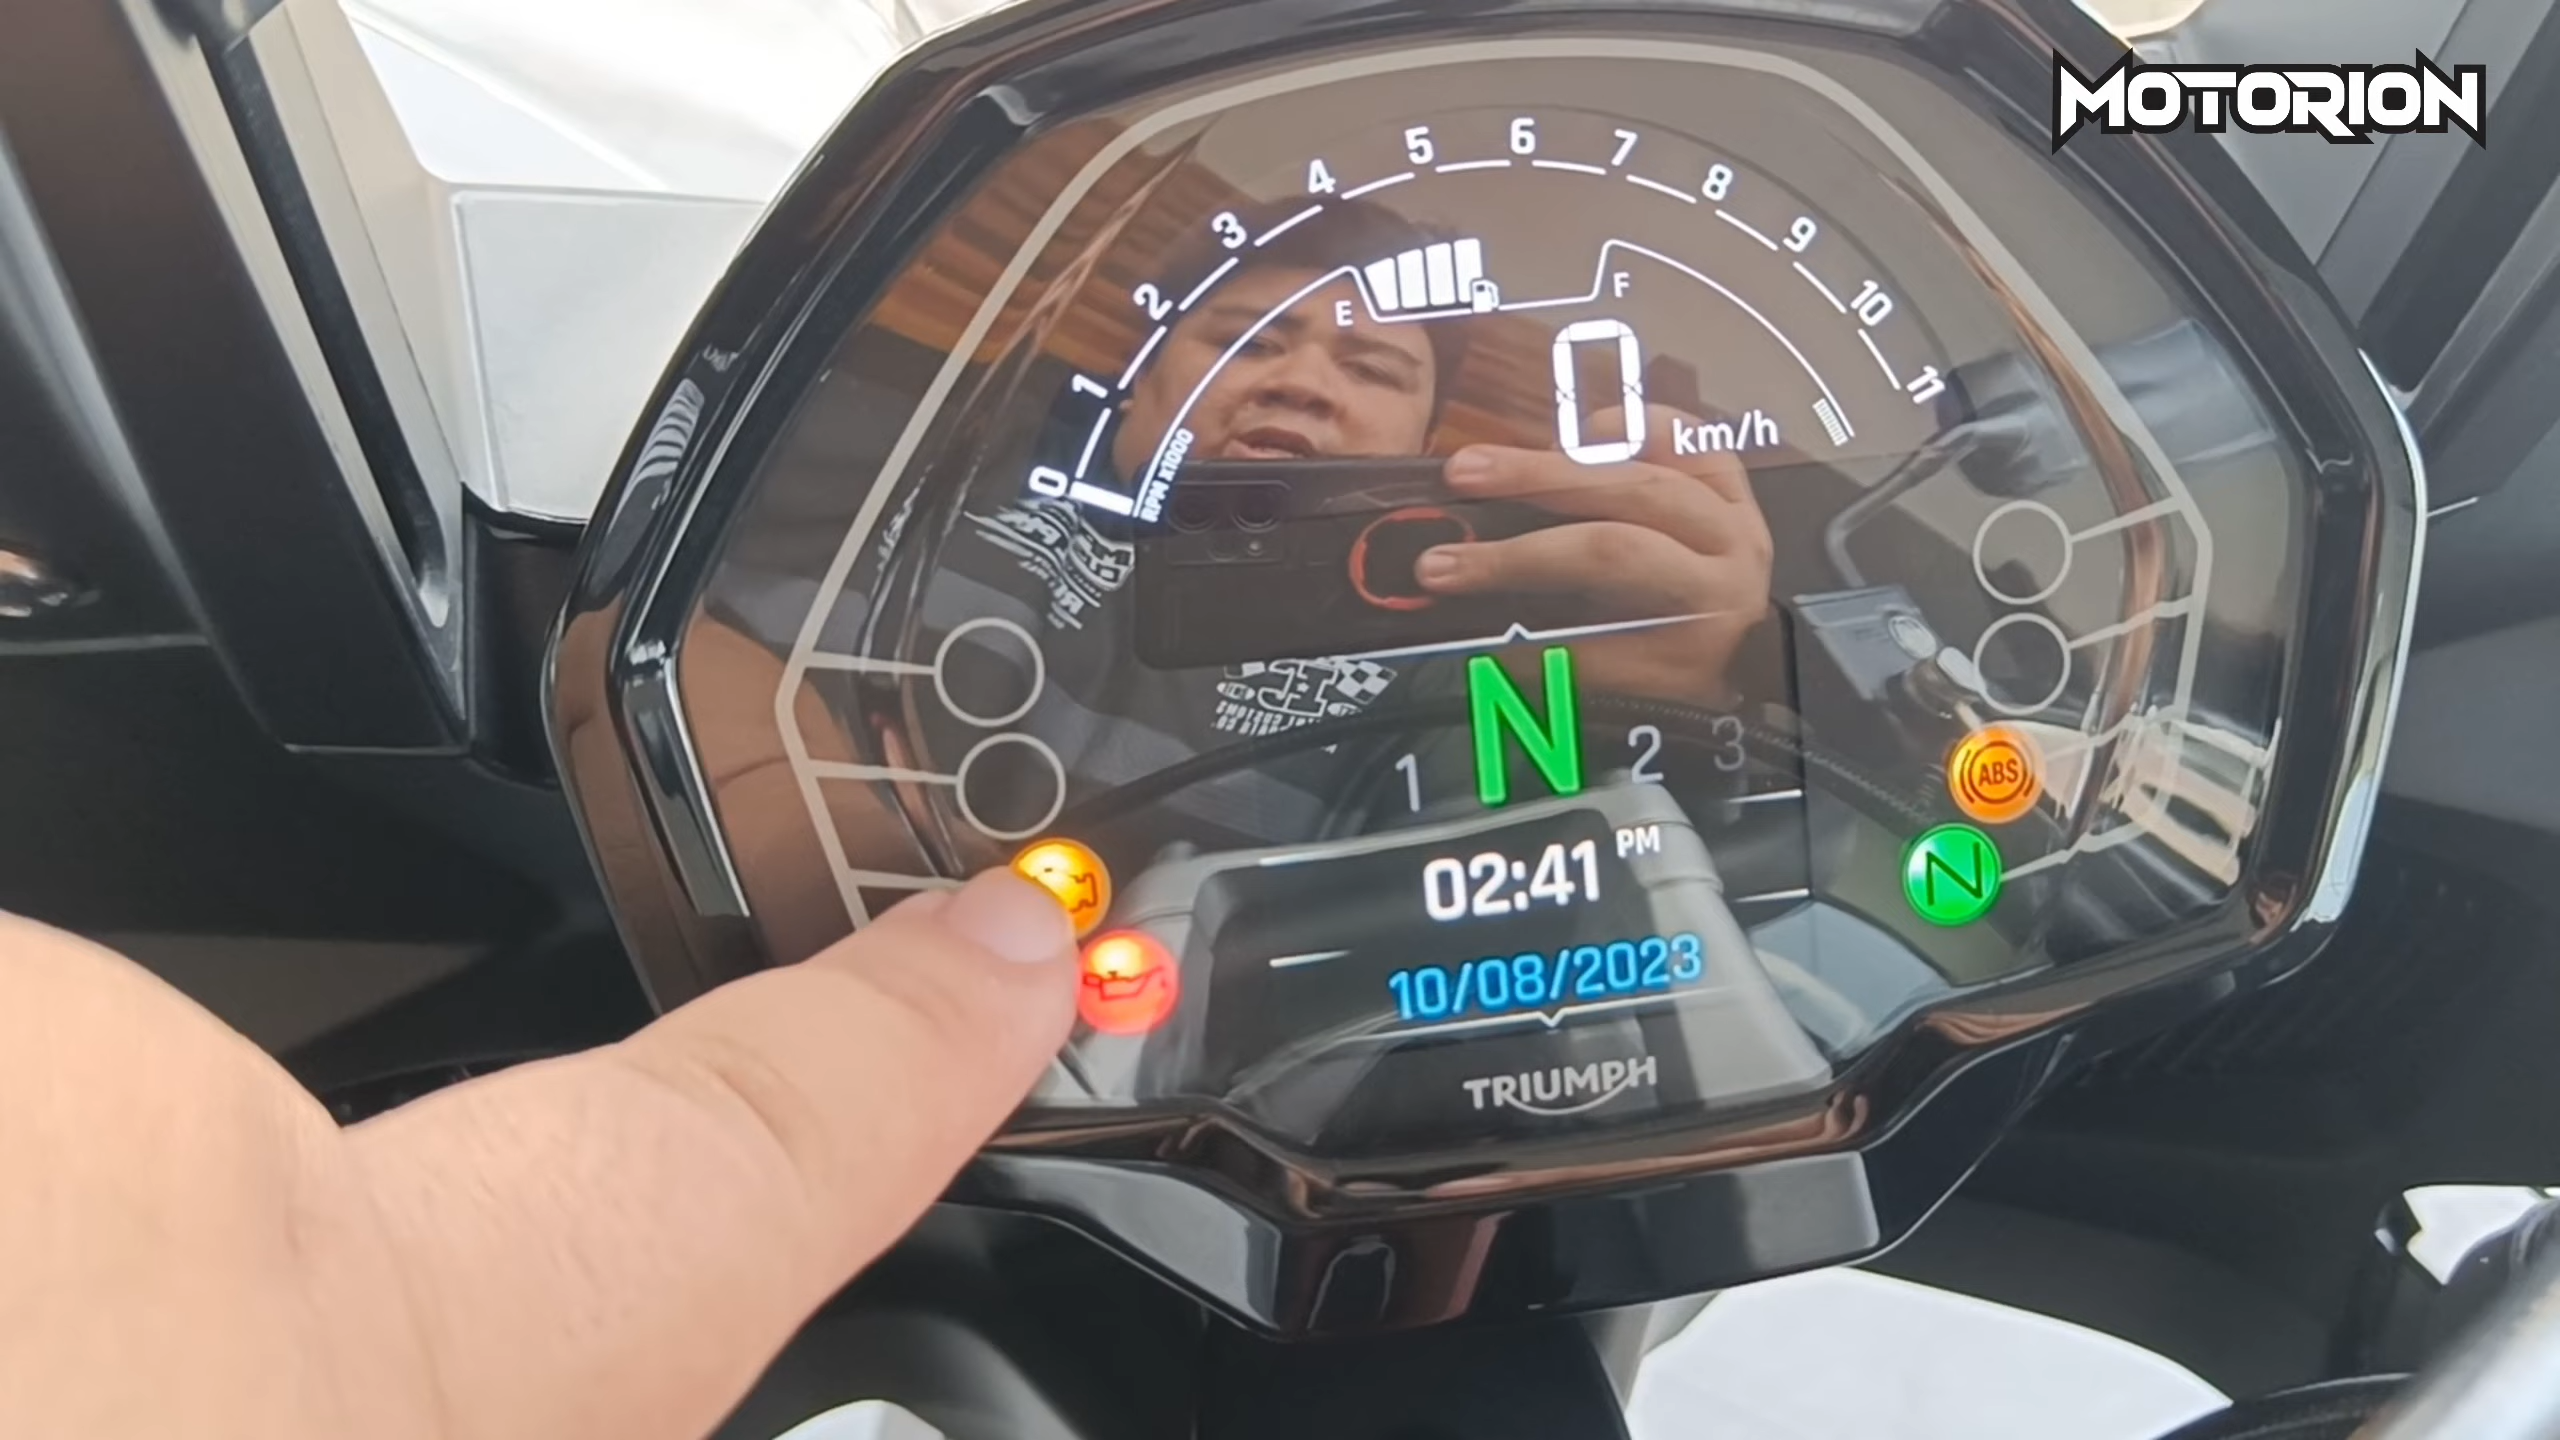 MOTORION
0 1 2 3 4 5 6 7 8 9 10 11
RPM x1000
E F
0 km/h
1 N 2 3
ABS
N
02:41 PM
10/08/2023
TRIUMPH